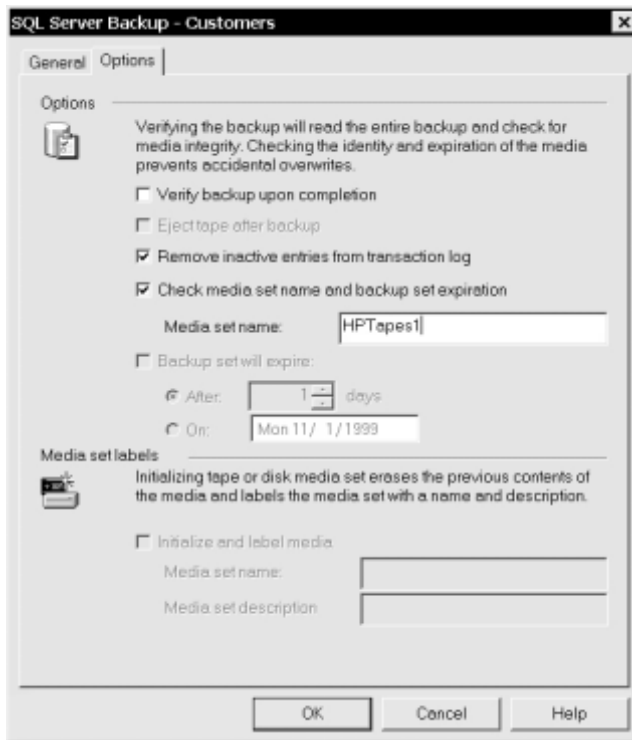 SQL Server Backup - Customers
General Options
Options
Verifying the backup will read the entire backup and check for
media integrity. Checking the identity and expiration of the media
prevents accidental overwrites.
Verify backup upon completion
Eject tape after backup
Remove inactive entries from transaction log
Check media set name and backup set expiration
Media set name: HPTapes1
Backup set will expire:
After: 1 days
On: Mon 11/ 1/1999
Media set labels
Initializing tape or disk media set erases the previous contents of
the media and labels the media set with a name and description.
Initialize and label media
Media set name:
Media set description
OK Cancel Help